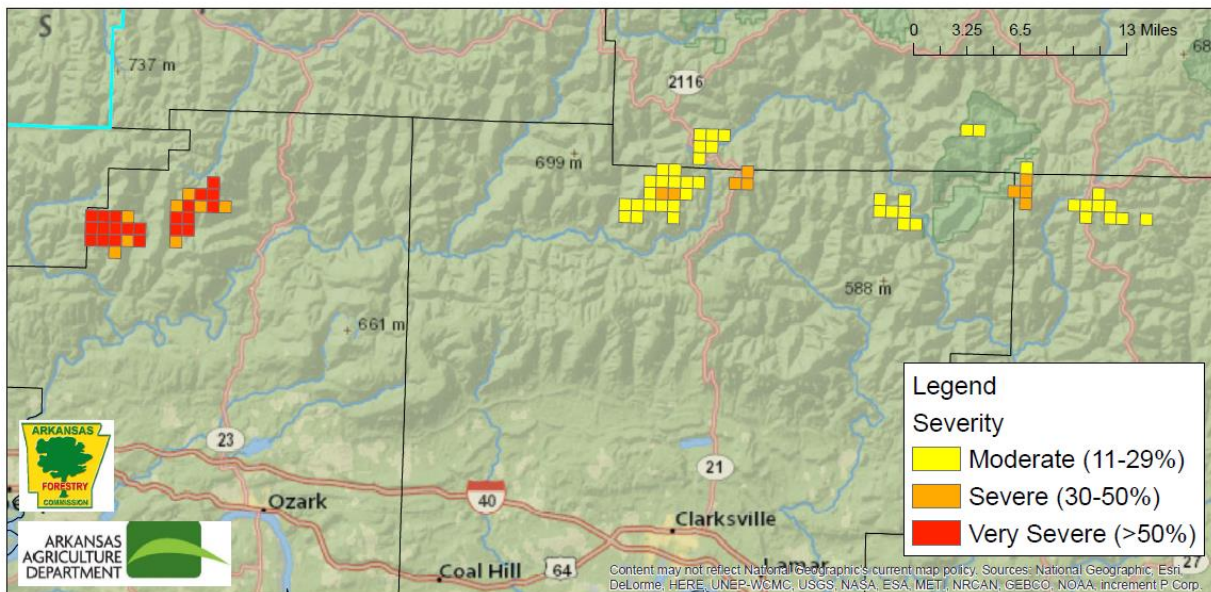 S
737 m
0 3.25 6.5 13 Miles
2116
699 m
588 m
661 m
Legend
Severity
Moderate (11-29%)
Severe (30-50%)
Very Severe (>50%)
23
21
40
Ozark
Clarksville
Coal Hill
64
Lamar
27
ARKANSAS
FORESTRY
COMMISSION
ARKANSAS
AGRICULTURE
DEPARTMENT
Content may not reflect National Geographic's current map policy. Sources: National Geographic, Esri,
DeLorme, HERE, UNEP-WCMC, USGS, NASA, ESA, METI, NRCAN, GEBCO, NOAA, increment P Corp.